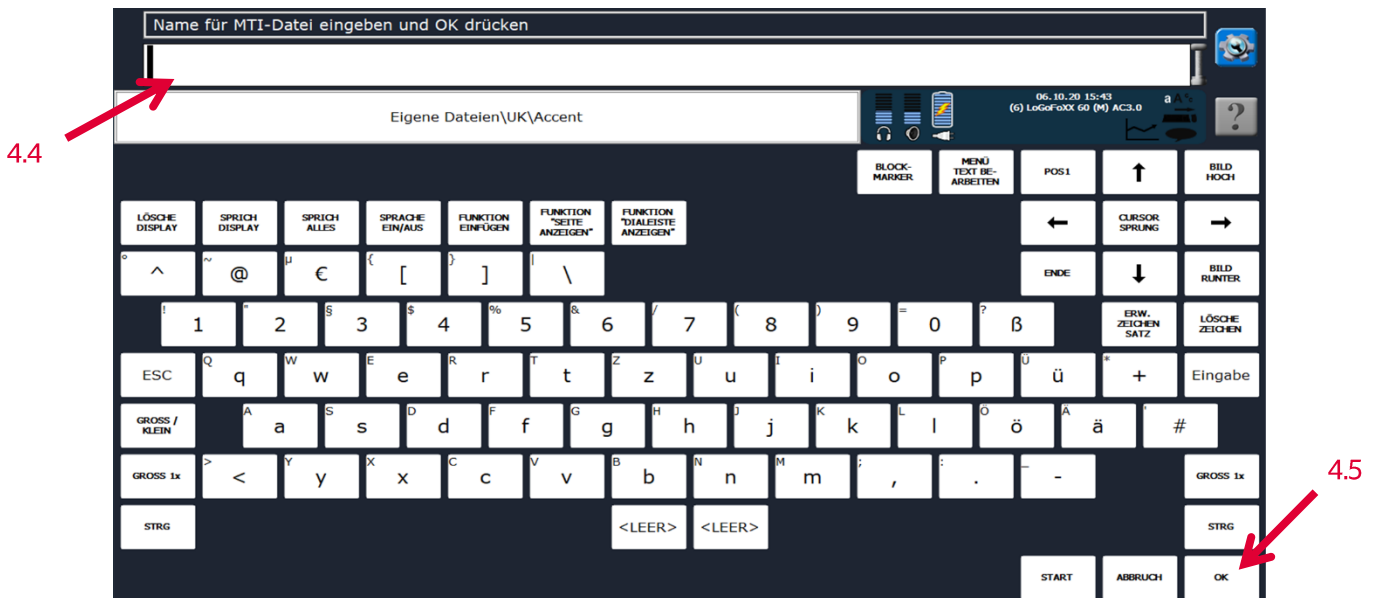 Name für MTI-Datei eingeben und OK drücken
4.4
Eigene Dateien\UK\Accent
06.10.20 15:43
(6) LoGoFoXX 60 (M) AC3.0
a A
?
BLOCK-
MARKER
MENÜ
TEXT BE-
ARBEITEN
POS1
↑
BILD
HOCH
LÖSCHE
DISPLAY
SPRICH
DISPLAY
SPRICH
ALLES
SPRACHE
EIN/AUS
FUNKTION
EINFÜGEN
FUNKTION
"SEITE
ANZEIGEN"
FUNKTION
"DIALEISTE
ANZEIGEN"
←
CURSOR
SPRUNG
→
° ^
~ @
µ €
{ [
} ]
| \
ENDE
↓
BILD
RUNTER
! 1
" 2
§ 3
$ 4
% 5
& 6
/ 7
( 8
) 9
= 0
? ß
ERW.
ZEICHEN
SATZ
LÖSCHE
ZEICHEN
ESC
Q q
W w
E e
R r
T t
Z z
U u
I i
O o
P p
Ü ü
* +
Eingabe
GROSS /
KLEIN
A a
S s
D d
F f
G g
H h
J j
K k
L l
Ö ö
Ä ä
' #
GROSS 1x
> <
Y y
X x
C c
V v
B b
N n
M m
; ,
: .
_ -
GROSS 1x
4.5
STRG
<LEER>
<LEER>
STRG
START
ABBRUCH
OK